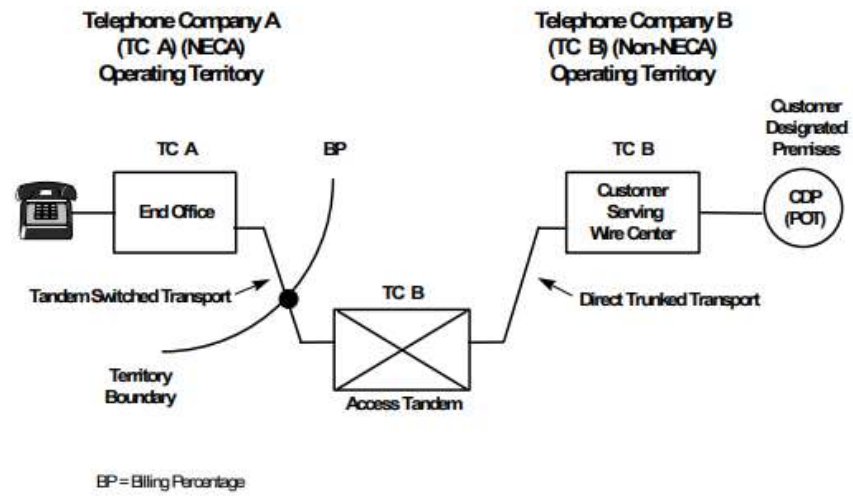 Telephone Company A
(TC A) (NECA)
Operating Territory
Telephone Company B
(TC B) (Non-NECA)
Operating Territory
Customer
Designated
Premises
TC A
BP
TC B
End Office
Customer
Serving
Wire Center
CDP
(POT)
Tandem Switched Transport
TC B
Direct Trunked Transport
Territory
Boundary
Access Tandem
BP = Billing Percentage